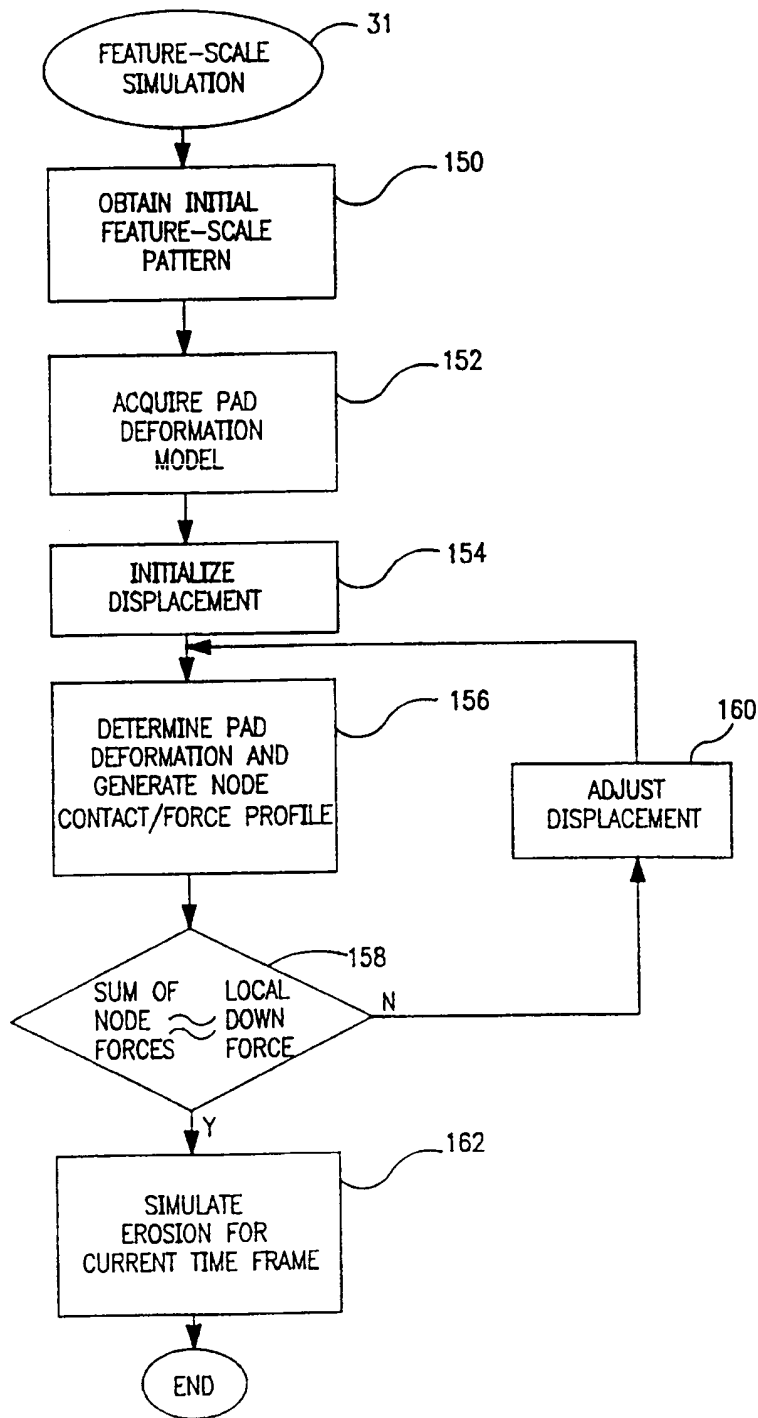 31
FEATURE-SCALE
SIMULATION
150
OBTAIN INITIAL
FEATURE-SCALE
PATTERN
152
ACQUIRE PAD
DEFORMATION
MODEL
154
INITIALIZE
DISPLACEMENT
156
DETERMINE PAD
DEFORMATION AND
GENERATE NODE
CONTACT/FORCE PROFILE
160
ADJUST
DISPLACEMENT
158
SUM OF
NODE
FORCES
≈
LOCAL
DOWN
FORCE
N
Y
162
SIMULATE
EROSION FOR
CURRENT TIME FRAME
END